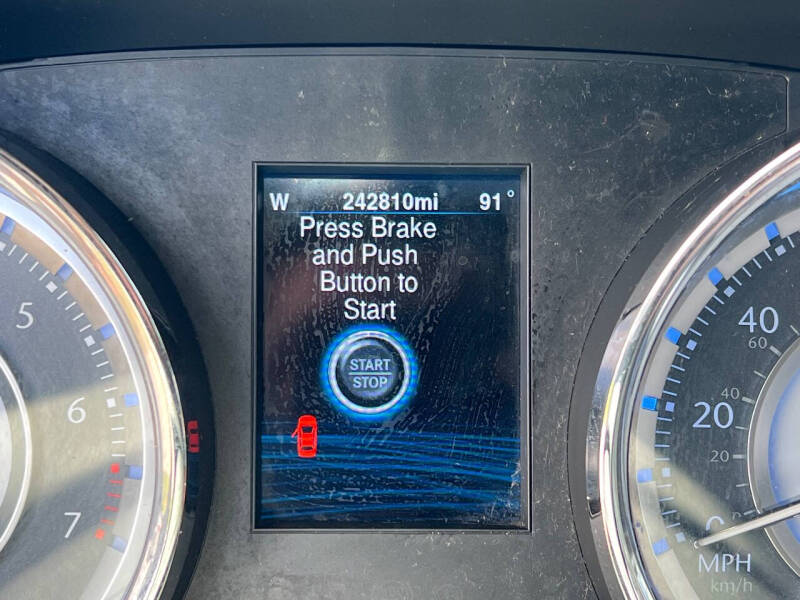 W 242810mi 91°
Press Brake
and Push
Button to
Start
START
STOP
5
6
7
40
60
40
20
20
0
MPH
km/h